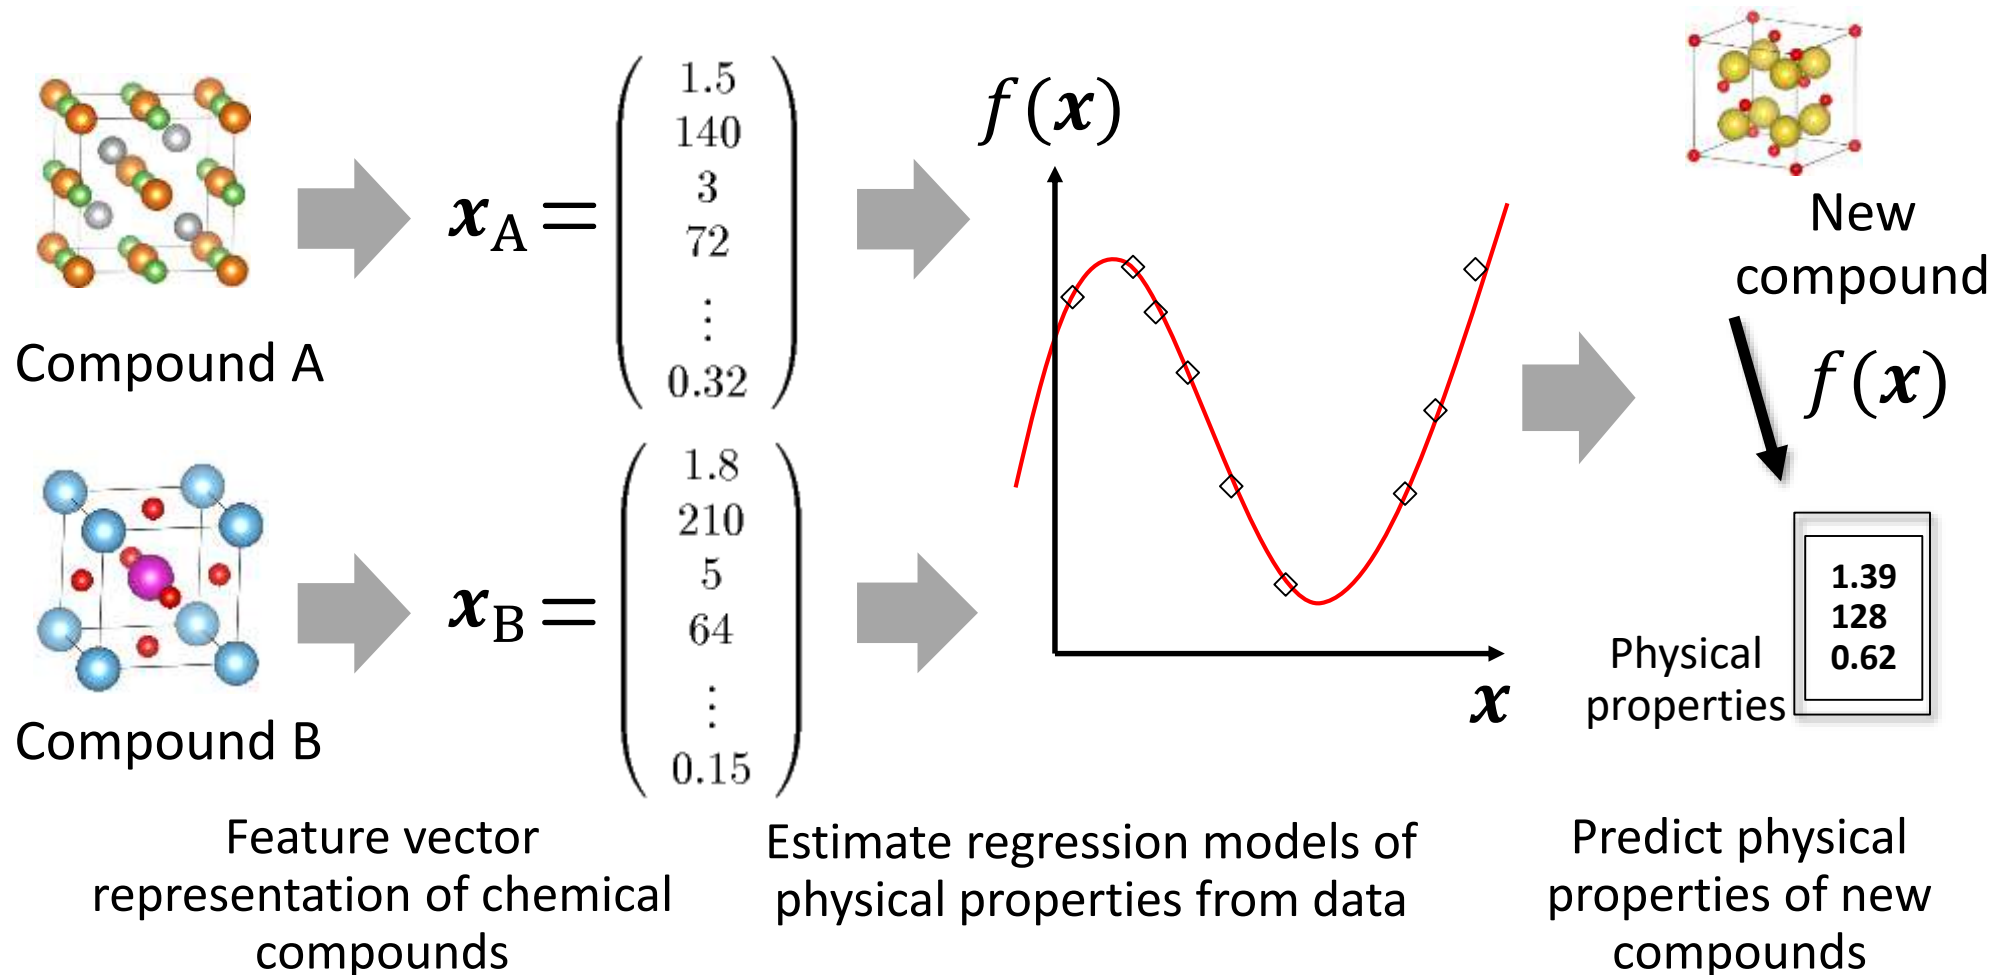 Compound A
𝒙A =
1.5
140
3
72
⋮
0.32
Compound B
𝒙B =
1.8
210
5
64
⋮
0.15
Feature vector
representation of chemical
compounds
f(𝒙)
𝒙
Estimate regression models of
physical properties from data
New
compound
f(𝒙)
Physical
properties
1.39
128
0.62
Predict physical
properties of new
compounds